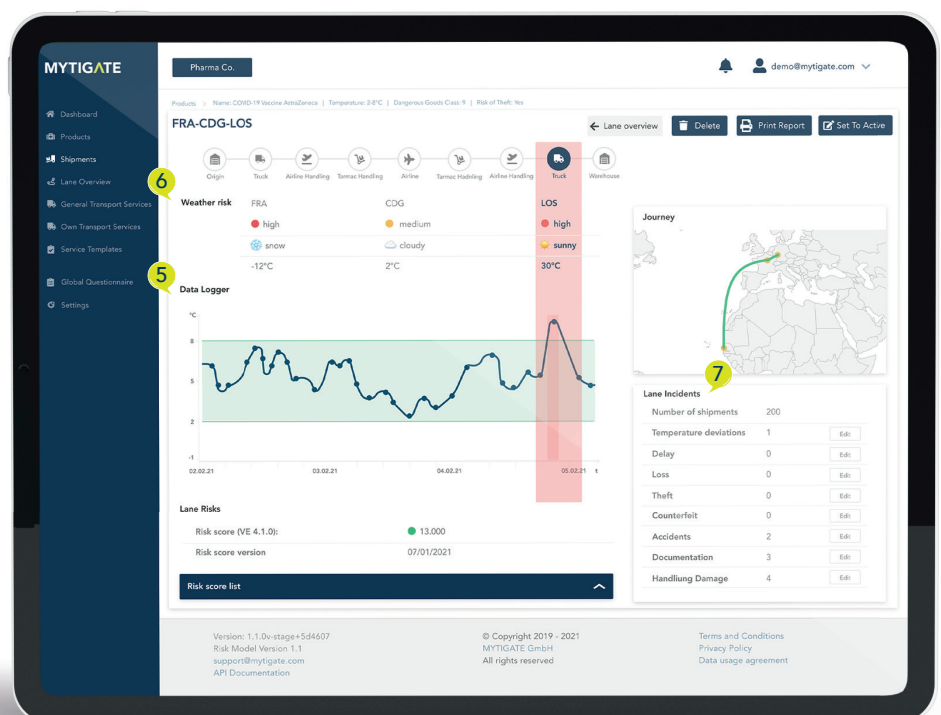 MYTIGATE
Pharma Co.
demo@mytigate.com
Dashboard
Products
Shipments
Lane Overview
General Transport Services
Own Transport Services
Service Templates
Global Questionnaire
Settings
Products > Name: COVID-19 Vaccine AstraZeneca | Temperature: 2-8°C | Dangerous Goods Class: 9 | Risk of Theft: Yes
FRA-CDG-LOS
Lane overview
Delete
Print Report
Set To Active
Origin Truck Airline Handling Tarmac Handling Airline Tarmac Hadnling Airline Handling Truck Warehouse
6
Weather risk FRA CDG LOS
high medium high
snow cloudy sunny
-12°C 2°C 30°C
5
Data Logger
°C
8
5
2
-1
02.02.21 03.02.21 04.02.21 05.02.21 t
Lane Risks
Risk score (VE 4.1.0): 13.000
Risk score version 07/01/2021
Risk score list
Journey
7
Lane Incidents
Number of shipments 200
Temperature deviations 1 Edit
Delay 0 Edit
Loss 0 Edit
Theft 0 Edit
Counterfeit 0 Edit
Accidents 2 Edit
Documentation 3 Edit
Handliung Damage 4 Edit
Version: 1.1.0v-stage+5d4607
Risk Model Version 1.1
support@mytigate.com
API Documentation
© Copyright 2019 - 2021
MYTIGATE GmbH
All rights reserved
Terms and Conditions
Privacy Policy
Data usage agreement